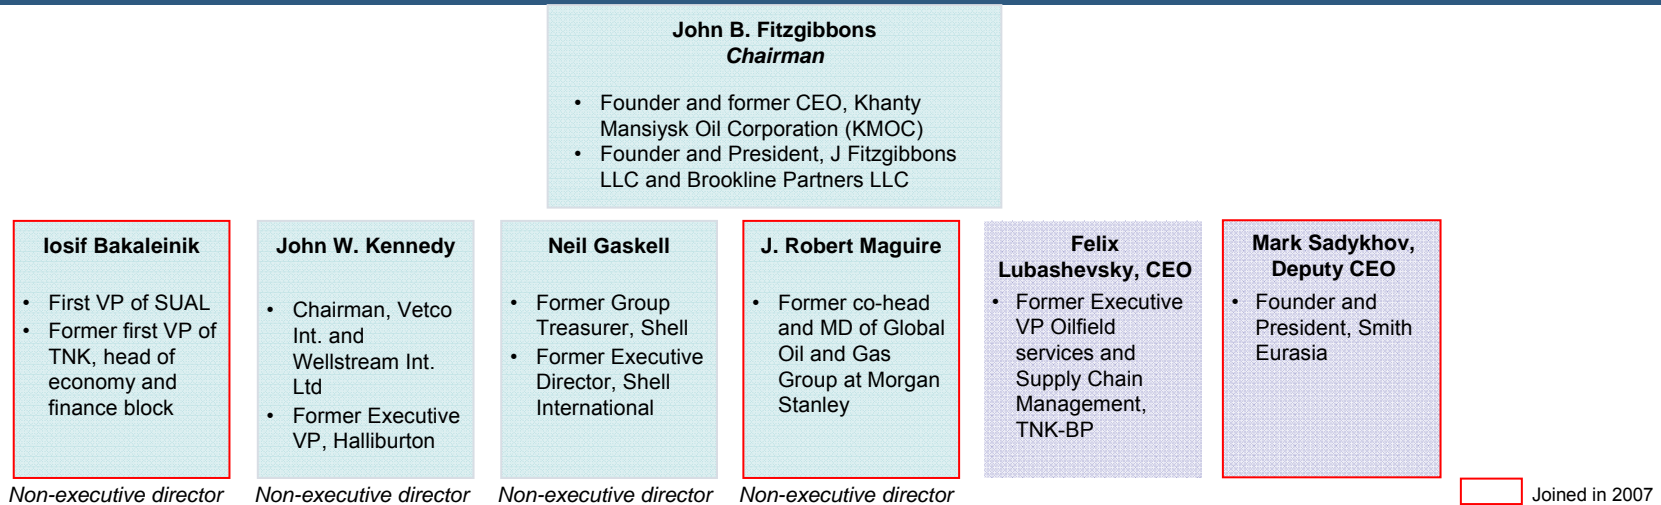 John B. Fitzgibbons
Chairman
• Founder and former CEO, Khanty
Mansiysk Oil Corporation (KMOC)
• Founder and President, J Fitzgibbons
LLC and Brookline Partners LLC
Iosif Bakaleinik
• First VP of SUAL
• Former first VP of
TNK, head of
economy and
finance block
Non-executive director
John W. Kennedy
• Chairman, Vetco
Int. and
Wellstream Int.
Ltd
• Former Executive
VP, Halliburton
Non-executive director
Neil Gaskell
• Former Group
Treasurer, Shell
• Former Executive
Director, Shell
International
Non-executive director
J. Robert Maguire
• Former co-head
and MD of Global
Oil and Gas
Group at Morgan
Stanley
Non-executive director
Felix
Lubashevsky, CEO
• Former Executive
VP Oilfield
services and
Supply Chain
Management,
TNK-BP
Mark Sadykhov,
Deputy CEO
• Founder and
President, Smith
Eurasia
Joined in 2007